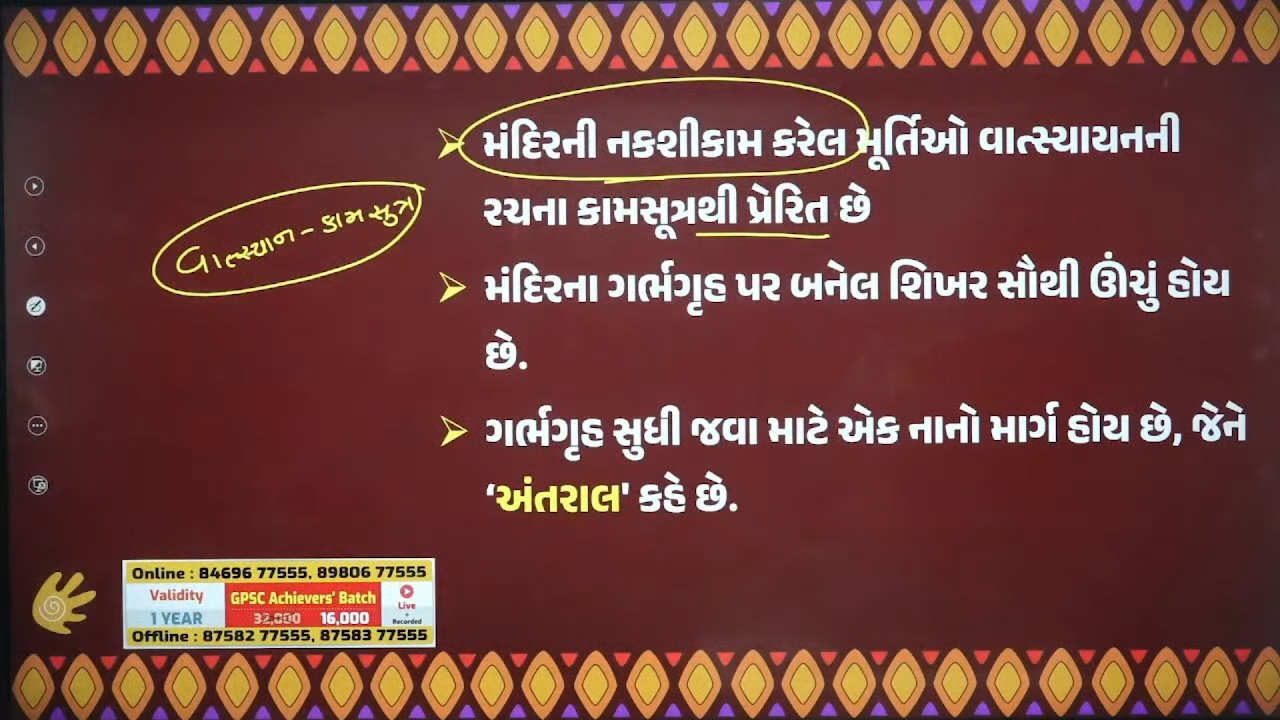 મંદિરની નકશીકામ કરેલ મૂર્તિઓ વાત્સ્યાયનની
રચના કામસૂત્રથી પ્રેરિત છે
વાત્સ્યાન - કામસુત્ર
મંદિરના ગર્ભગૃહ પર બનેલ શિખર સૌથી ઊંચું હોય
છે.
ગર્ભગૃહ સુધી જવા માટે એક નાનો માર્ગ હોય છે, જેને
‘અંતરાલ' કહે છે.
Online : 84696 77555, 89806 77555
Validity
1 YEAR
GPSC Achievers' Batch
32,000 16,000
Live
+
Recorded
Offline : 87582 77555, 87583 77555